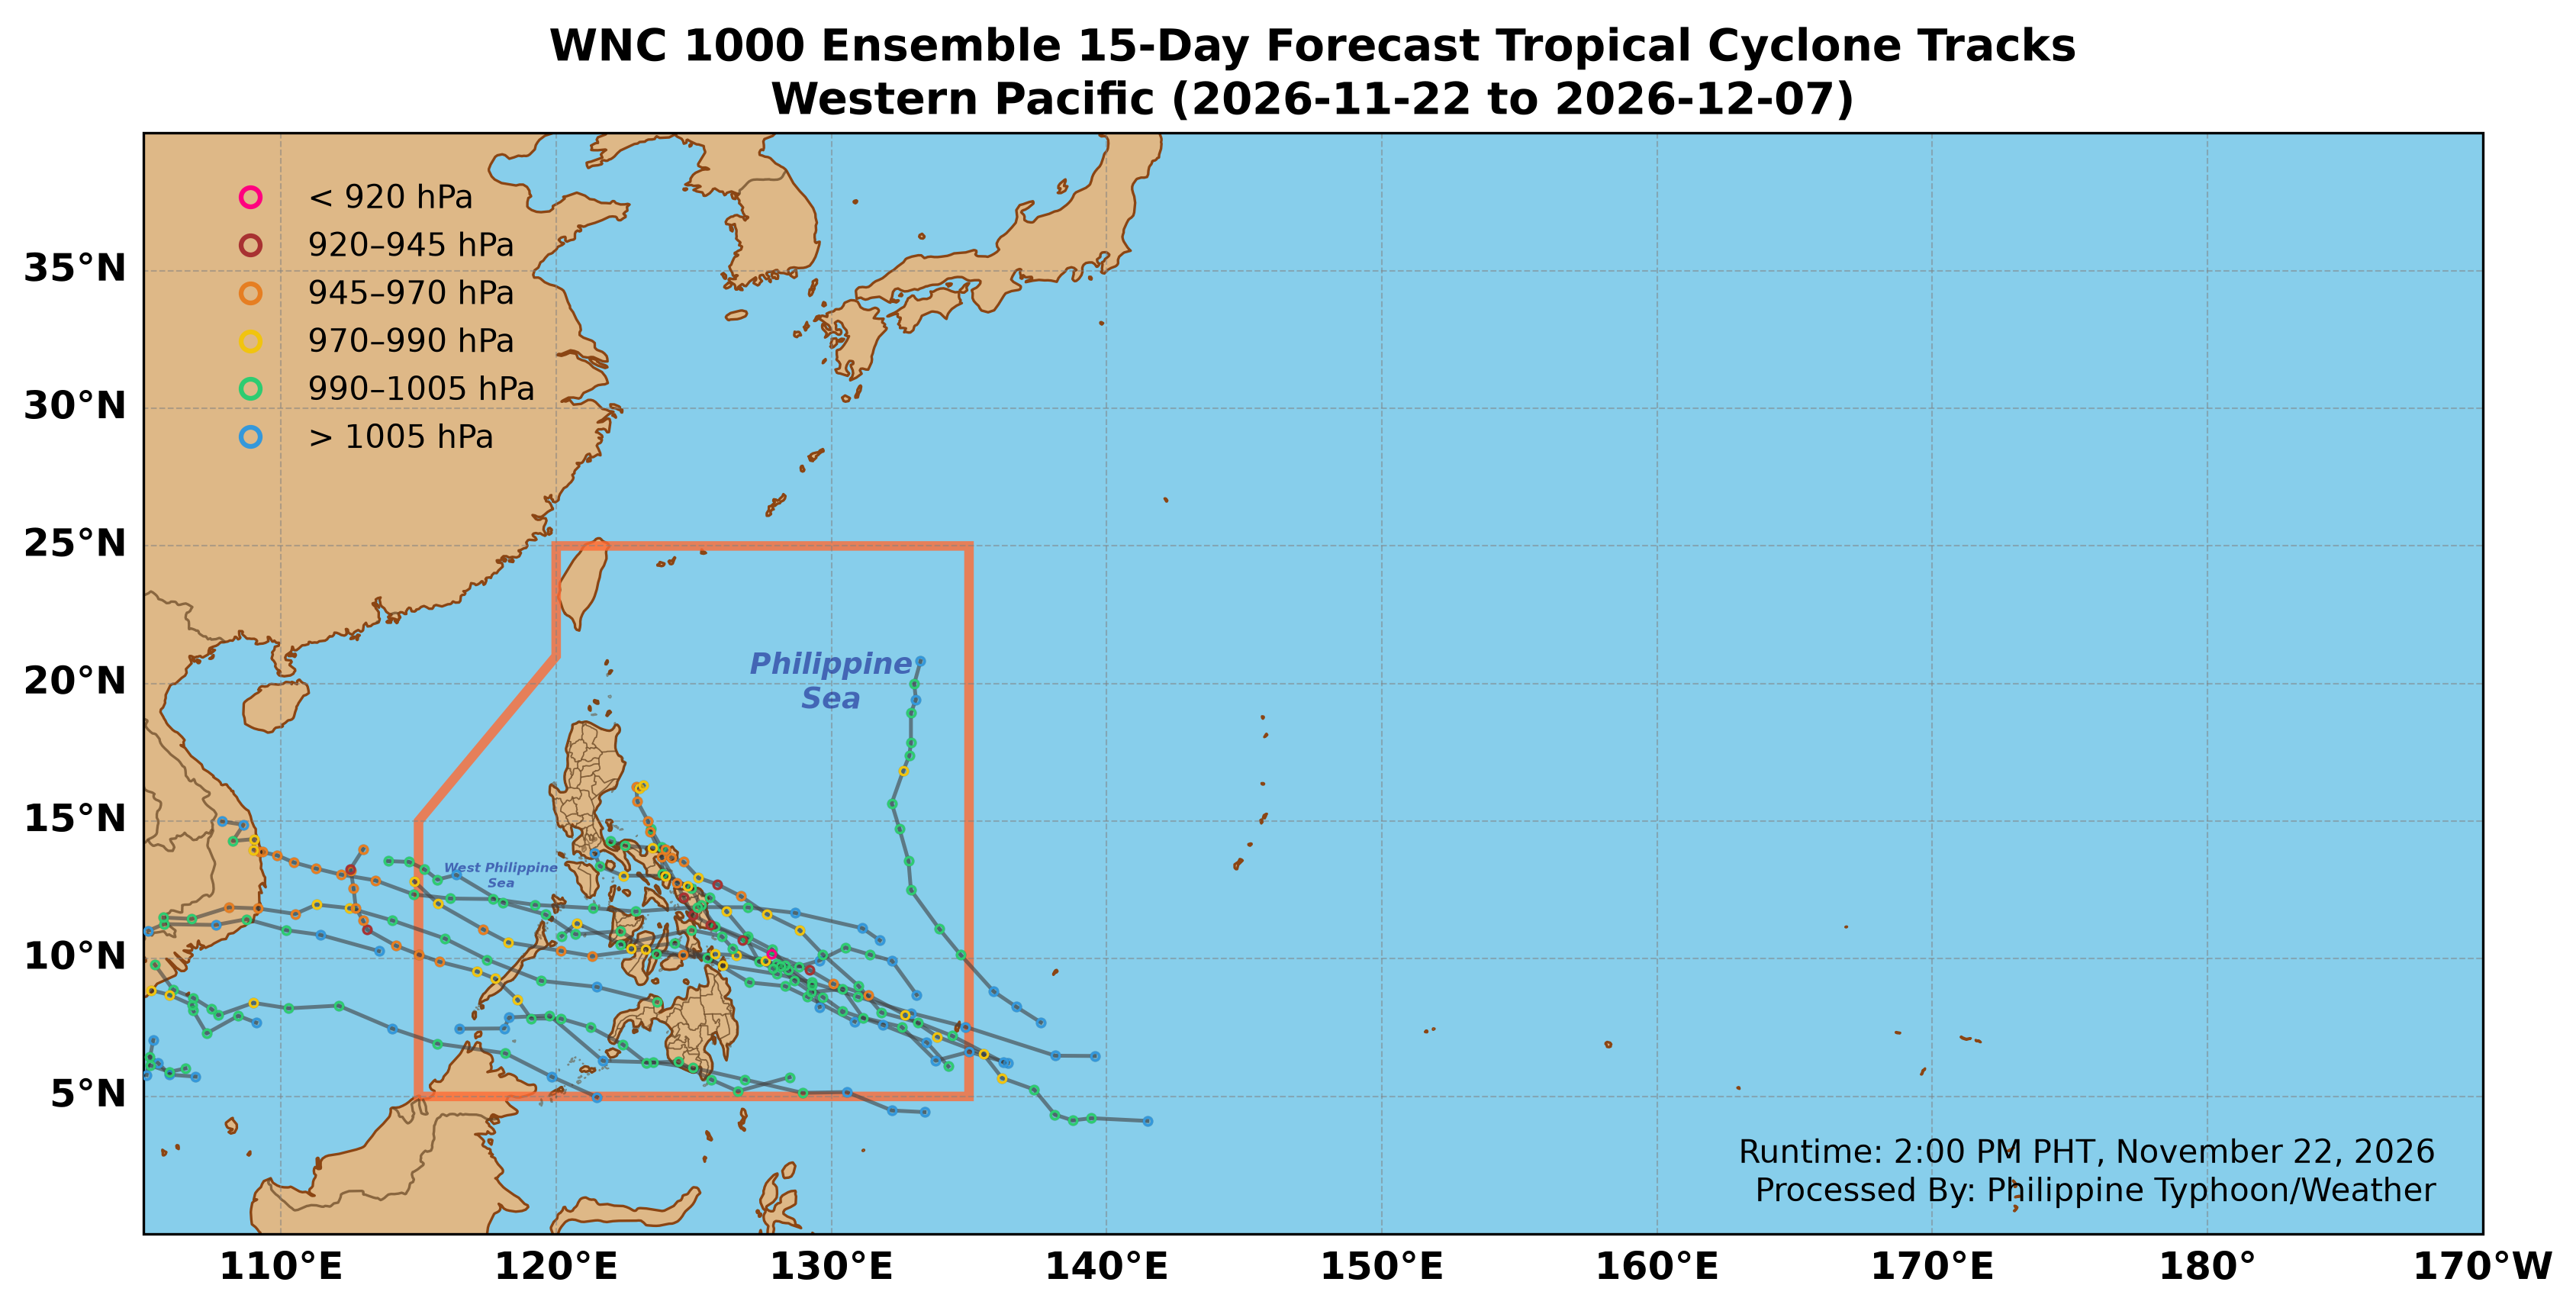 WNC 1000 Ensemble 15-Day Forecast Tropical Cyclone Tracks
Western Pacific (2026-11-22 to 2026-12-07)
< 920 hPa
920–945 hPa
945–970 hPa
970–990 hPa
990–1005 hPa
> 1005 hPa
35°N
30°N
25°N
20°N
15°N
10°N
5°N
Philippine
Sea
West Philippine
Sea
Runtime: 2:00 PM PHT, November 22, 2026
Processed By: Philippine Typhoon/Weather
110°E
120°E
130°E
140°E
150°E
160°E
170°E
180°
170°W